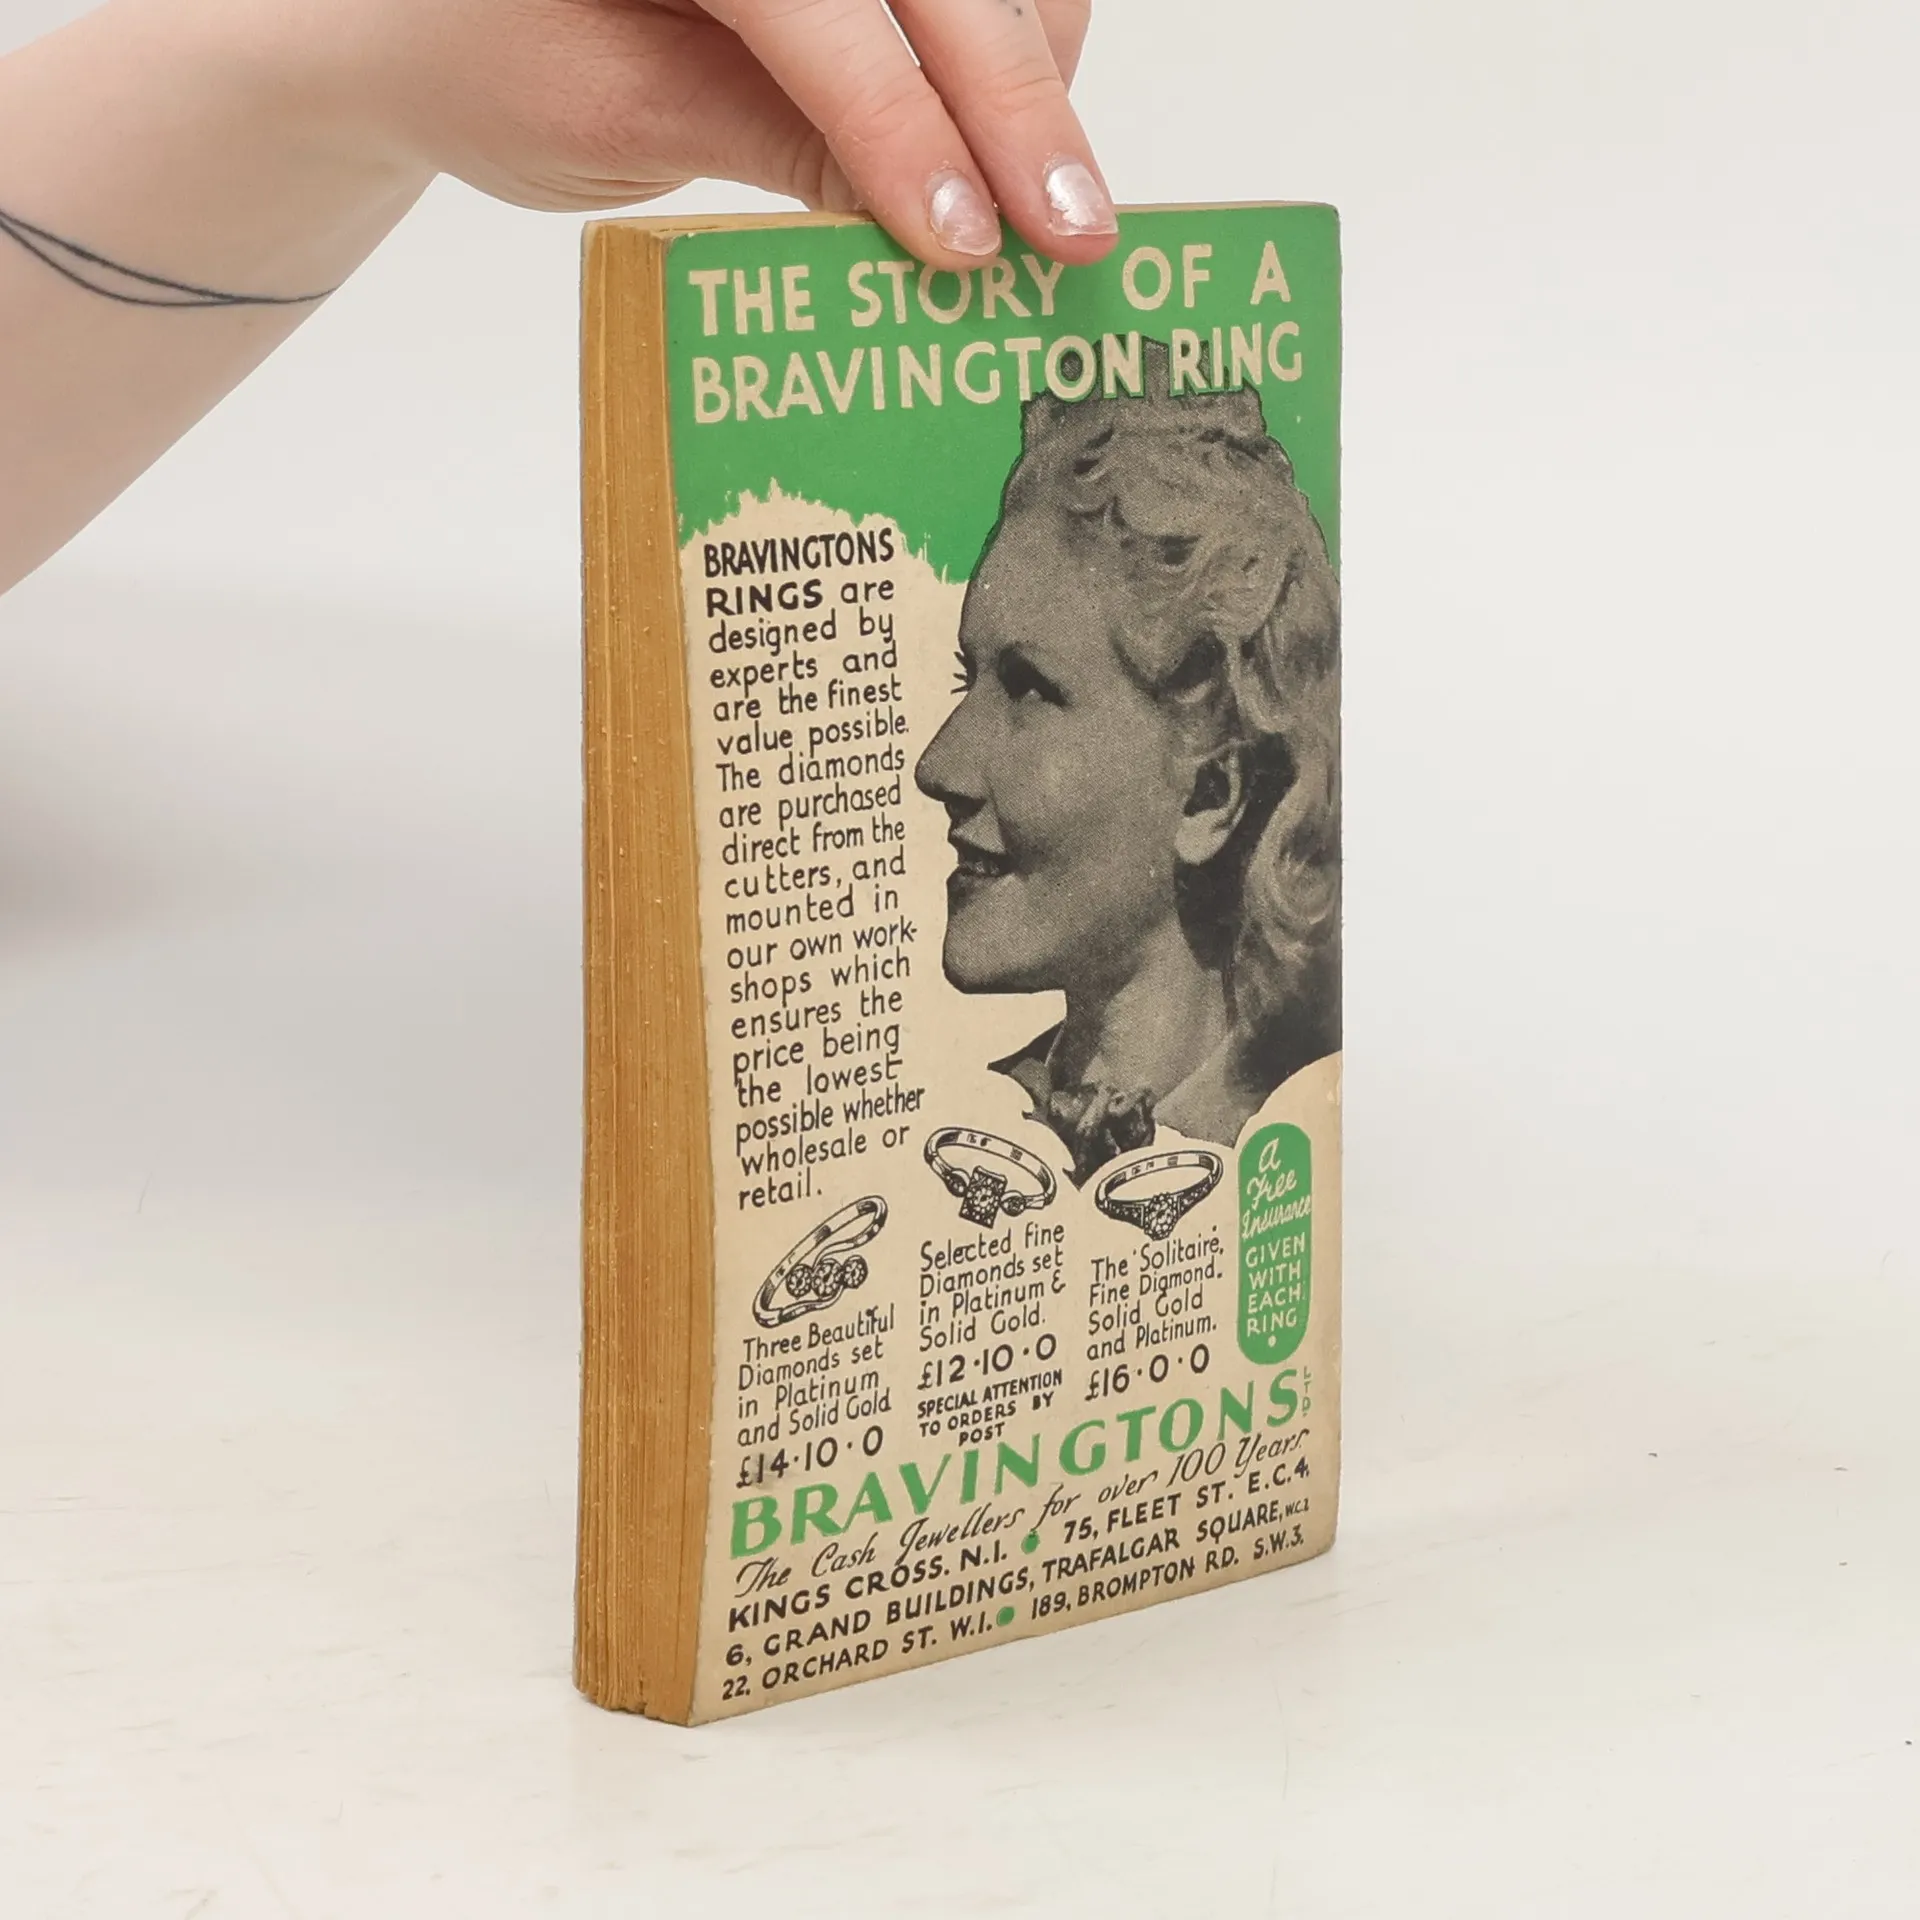 THE STORY OF A
BRAVINGTON RING
BRAVINGTONS
RINGS are
designed by
experts and
are the finest
value possible.
The diamonds
are purchased
direct from the
cutters, and
mounted in
our own work-
shops which
ensures the
price being
the lowest
possible whether
wholesale or
retail.
Three Beautiful
Diamonds set
in Platinum
and Solid Gold
£14·10·0
Selected fine
Diamonds set
in Platinum &
Solid Gold.
£12·10·0
SPECIAL ATTENTION
TO ORDERS BY
POST
The 'Solitaire,
Fine Diamond.
Solid Gold
and Platinum.
£16·0·0
A
Free
Insurance
GIVEN
WITH
EACH
RING
BRAVINGTONS LTD.
The Cash Jewellers for over 100 Years.
KINGS CROSS. N.1. • 75, FLEET ST. E.C.4.
6, GRAND BUILDINGS, TRAFALGAR SQUARE, W.C.2
22, ORCHARD ST. W.1. • 189, BROMPTON RD. S.W.3.